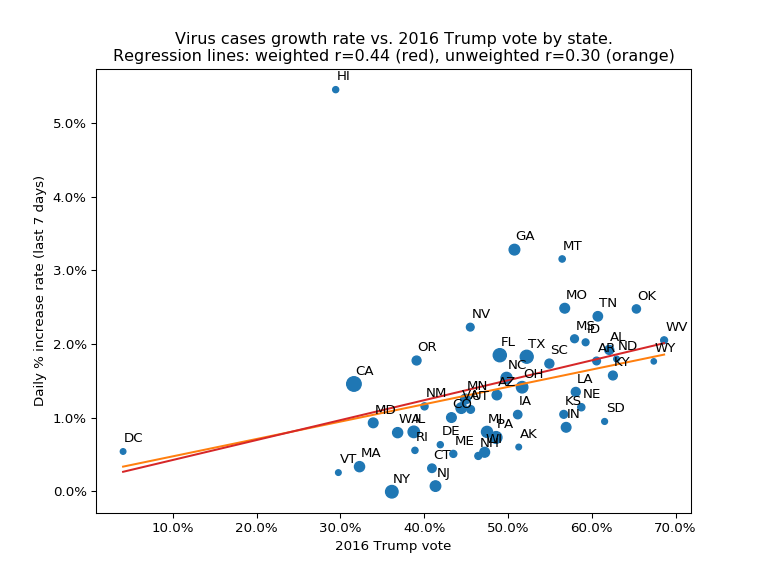 Virus cases growth rate vs. 2016 Trump vote by state.
Regression lines: weighted r=0.44 (red), unweighted r=0.30 (orange)
HI
5.0%
4.0%
GA
MT
3.0%
MO
TN
OK
NV
MS
ID
WV
2.0%
OR
FL
TX
SC
AL
ND
WY
AR
KY
CA
NC
OH
AZ
MN
UT
VA
CO
NM
LA
NE
IA
KS
IN
SD
1.0%
MD
WA
IL
RI
DE
MI
PA
WI
NH
ME
AK
DC
VT
MA
CT
NJ
NY
0.0%
10.0%
20.0%
30.0%
40.0%
50.0%
60.0%
70.0%
2016 Trump vote
Daily % increase rate (last 7 days)